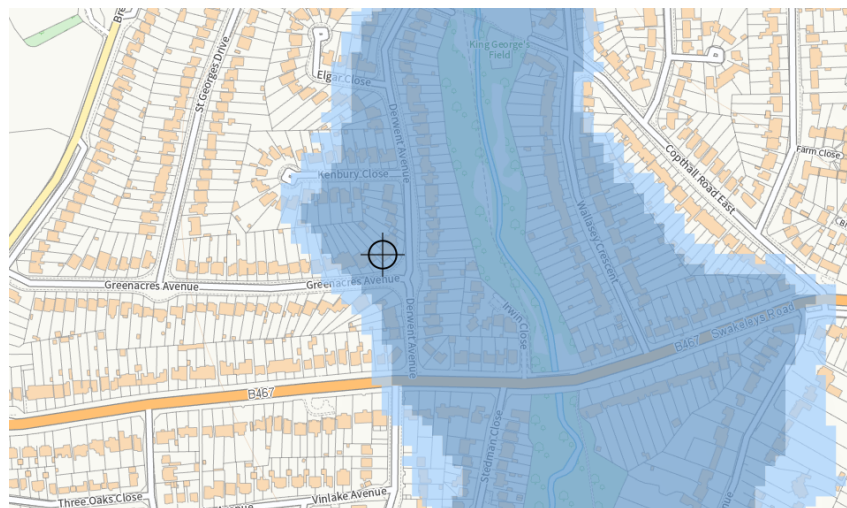 Bre
St Georges Drive
King George's
Field
Elgar Close
Derwent Avenue
Copthall Road East
Farm Close
Kenbury Close
Wallasey Crescent
Greenacres Avenue
Greenacres Avenue
Derwent Avenue
Irwin Close
B467
Swakeleys Road
B467
Stedman Close
Three Oaks Close
Vinlake Avenue
enue